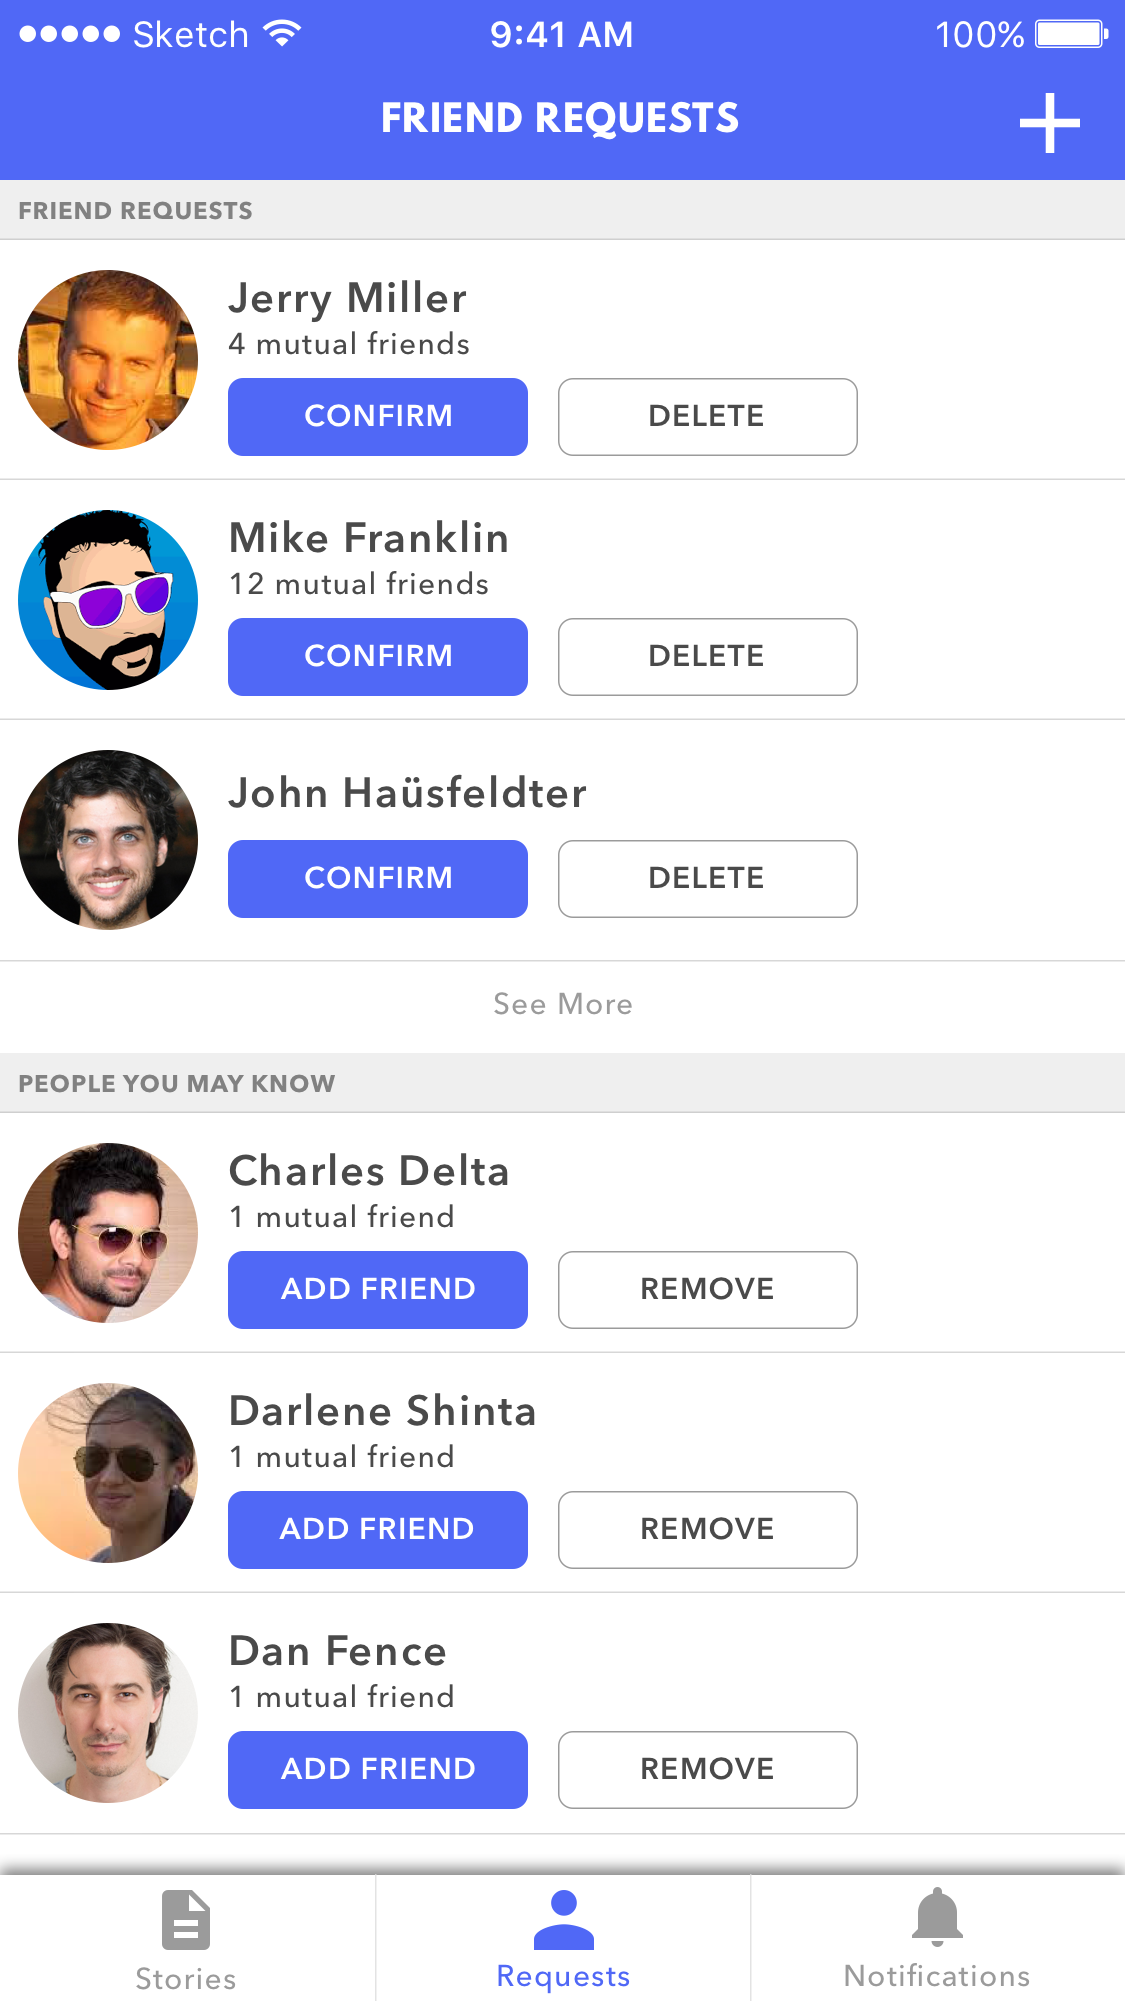 Sketch 9:41 AM 100%
FRIEND REQUESTS
FRIEND REQUESTS
Jerry Miller
4 mutual friends
CONFIRM DELETE
Mike Franklin
12 mutual friends
CONFIRM DELETE
John Haüsfeldter
CONFIRM DELETE
See More
PEOPLE YOU MAY KNOW
Charles Delta
1 mutual friend
ADD FRIEND REMOVE
Darlene Shinta
1 mutual friend
ADD FRIEND REMOVE
Dan Fence
1 mutual friend
ADD FRIEND REMOVE
Stories Requests Notifications